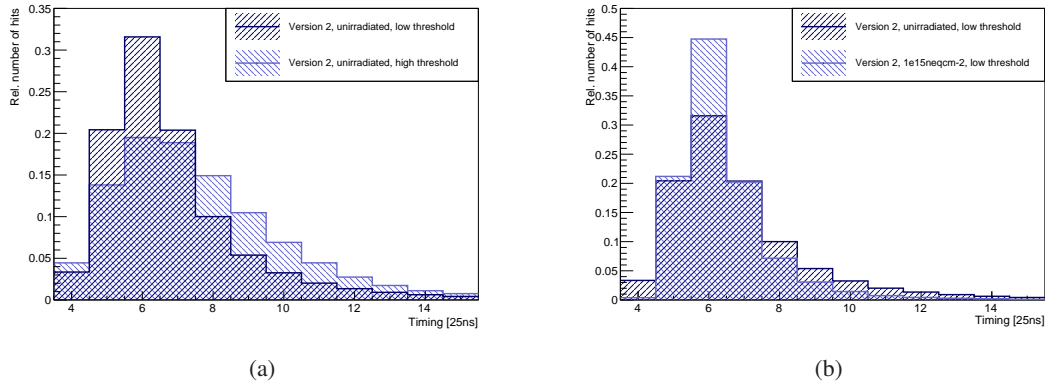 Rel. number of hits
0.35
0.3
0.25
0.2
0.15
0.1
0.05
0
4 6 8 10 12 14
Timing [25ns]
Version 2, unirradiated, low threshold
Version 2, unirradiated, high threshold
(a)
Rel. number of hits
0.5
0.45
0.4
0.35
0.3
0.25
0.2
0.15
0.1
0.05
0
4 6 8 10 12 14
Timing [25ns]
Version 2, unirradiated, low threshold
Version 2, 1e15neqcm-2, low threshold
(b)